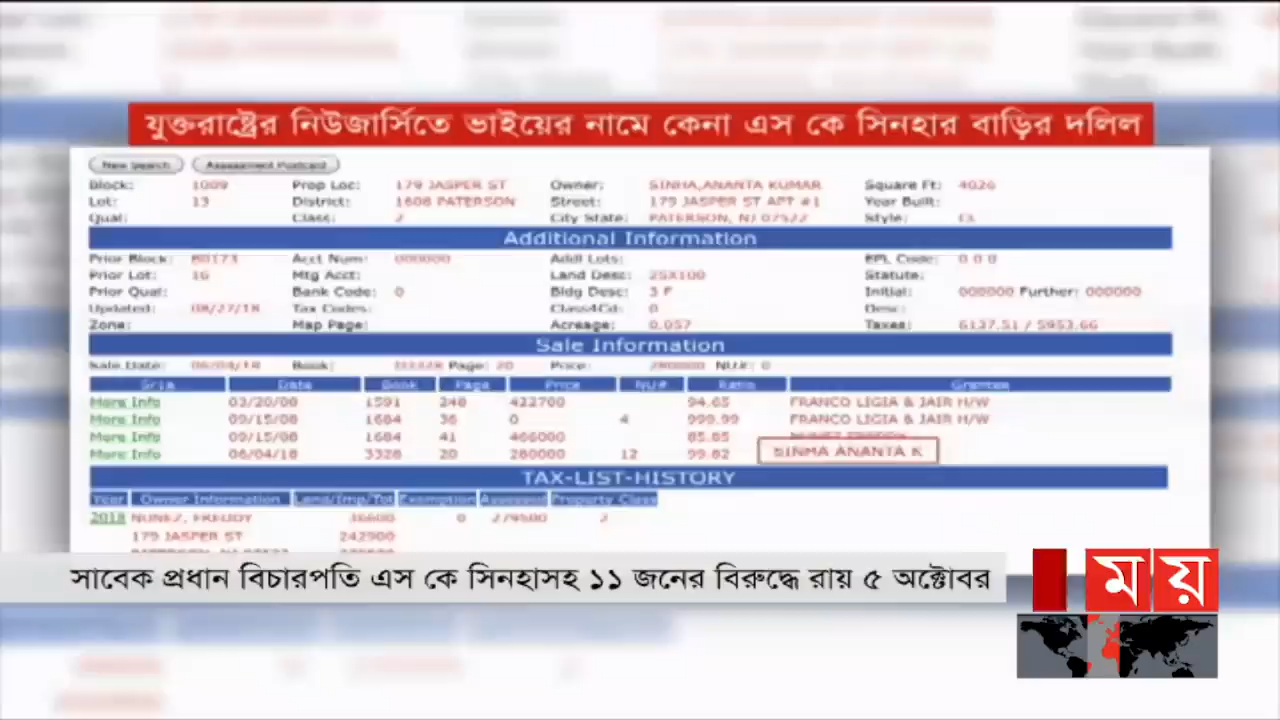 যুক্তরাষ্ট্রের নিউজার্সিতে ভাইয়ের নামে কেনা এস কে সিনহার বাড়ির দলিল
New Search Assessment Postcard
Block: 1009 Prop Loc: 179 JASPER ST Owner: SINHA,ANANTA KUMAR Square Ft: 4026
Lot: 13 District: 1608 PATERSON Street: 179 JASPER ST APT #1 Year Built:
Qual: Class: 2 City State: PATERSON, NJ 07522 Style:
Additional Information
Prior Block: B0173 Acct Num: 000000 Addl Lots: EPL Code: 0 0 0
Prior Lot: 16 Mtg Acct: Land Desc: 25X100 Statute:
Prior Qual: Bank Code: 0 Bldg Desc: 3 F Initial: 000000 Further: 000000
Updated: 08/27/18 Tax Codes: Class4Cd: 0 Desc:
Zone: Map Page: Acreage: 0.057 Taxes: 6137.51 / 5953.66
Sale Information
Sale Date: 06/04/18 Book: Page: 20 Price: 280000 NU#: 0
Sr1a Date Book Page Price NU# Ratio Grantee
More Info 03/20/08 1591 248 422700 94.65 FRANCO LIGIA & JAIR H/W
More Info 09/15/08 1684 36 0 4 999.99 FRANCO LIGIA & JAIR H/W
More Info 09/15/08 1684 41 466000 85.85
More Info 06/04/18 3328 20 280000 12 99.82 SINHA ANANTA K
TAX-LIST-HISTORY
Year Owner Information Land/Imp/Tot Exemption Assessed Property Class
2018 NUNEZ, FREDDY 36600 0 279500 2
179 JASPER ST 242900
সাবেক প্রধান বিচারপতি এস কে সিনহাসহ ১১ জনের বিরুদ্ধে রায় ৫ অক্টোবর
সময়